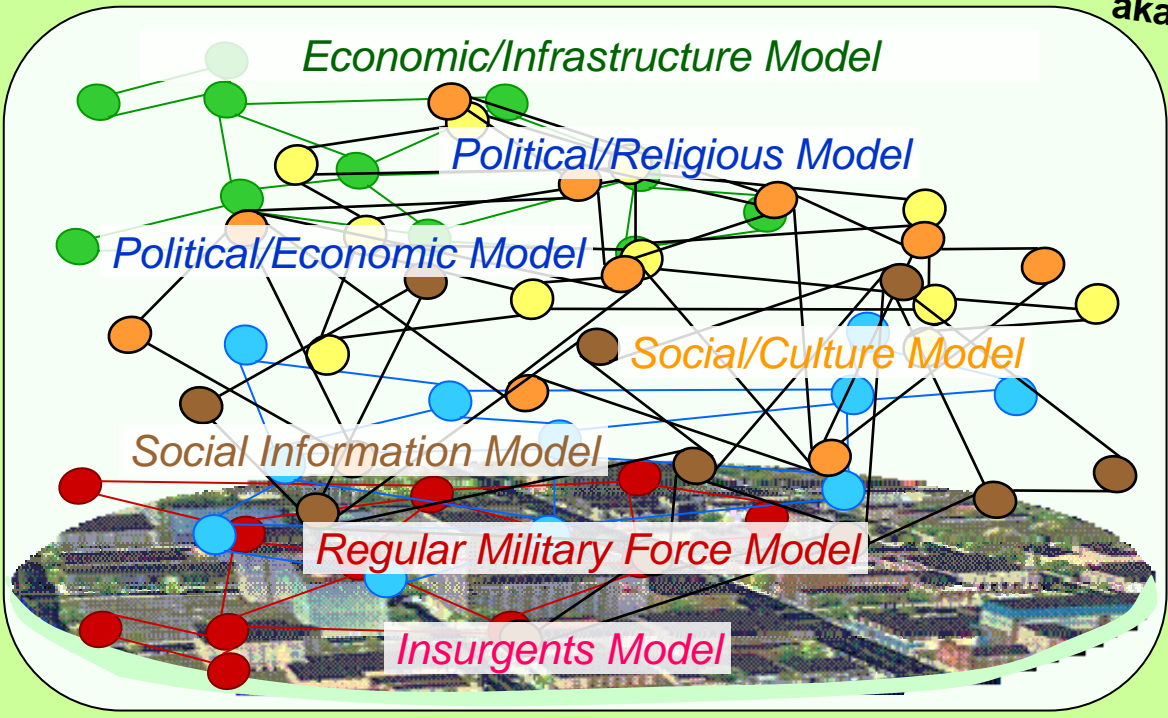 aka
Economic/Infrastructure Model
Political/Religious Model
Political/Economic Model
Social/Culture Model
Social Information Model
Regular Military Force Model
Insurgents Model